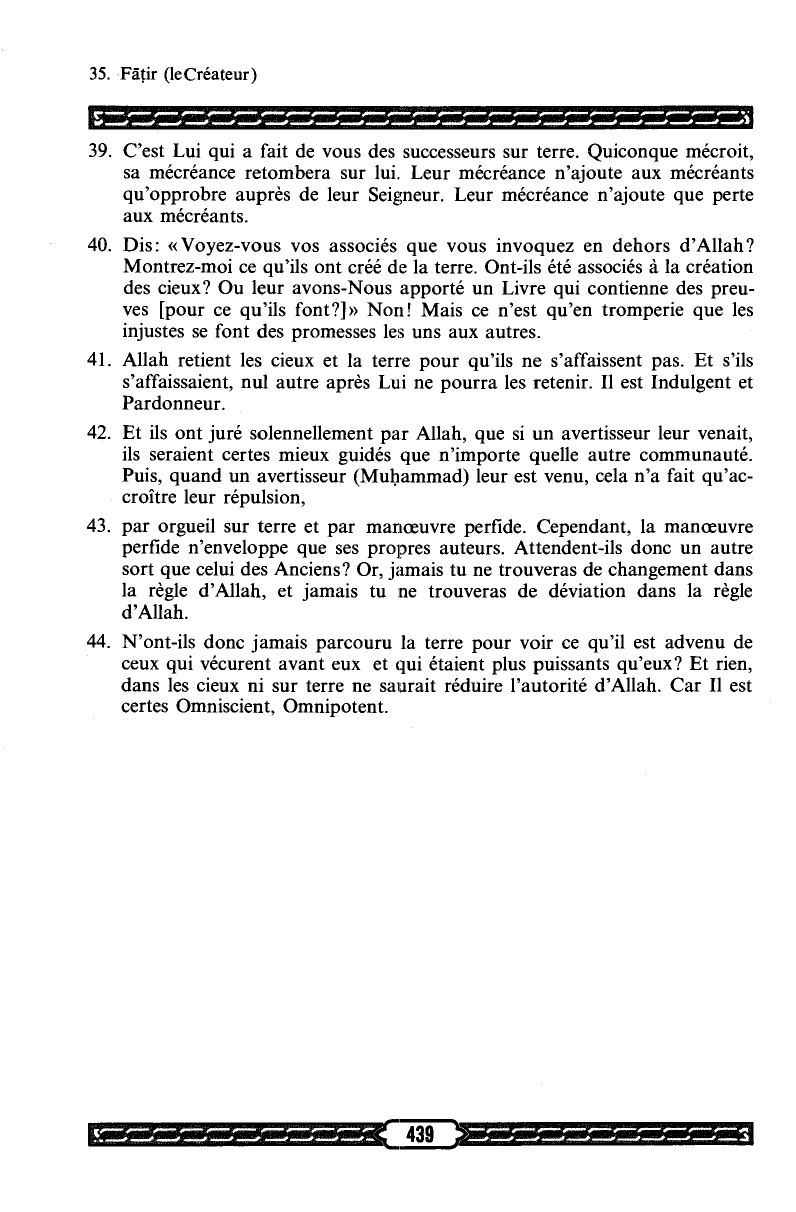 35. Fāṭir (leCréateur)
39. C'est Lui qui a fait de vous des successeurs sur terre. Quiconque mécroit,
sa mécréance retombera sur lui. Leur mécréance n'ajoute aux mécréants
qu'opprobre auprès de leur Seigneur. Leur mécréance n'ajoute que perte
aux mécréants.
40. Dis: «Voyez-vous vos associés que vous invoquez en dehors d'Allah?
Montrez-moi ce qu'ils ont créé de la terre. Ont-ils été associés à la création
des cieux? Ou leur avons-Nous apporté un Livre qui contienne des preu-
ves [pour ce qu'ils font?]» Non! Mais ce n'est qu'en tromperie que les
injustes se font des promesses les uns aux autres.
41. Allah retient les cieux et la terre pour qu'ils ne s'affaissent pas. Et s'ils
s'affaissaient, nul autre après Lui ne pourra les retenir. Il est Indulgent et
Pardonneur.
42. Et ils ont juré solennellement par Allah, que si un avertisseur leur venait,
ils seraient certes mieux guidés que n'importe quelle autre communauté.
Puis, quand un avertisseur (Muḥammad) leur est venu, cela n'a fait qu'ac-
croître leur répulsion,
43. par orgueil sur terre et par manœuvre perfide. Cependant, la manœuvre
perfide n'enveloppe que ses propres auteurs. Attendent-ils donc un autre
sort que celui des Anciens? Or, jamais tu ne trouveras de changement dans
la règle d'Allah, et jamais tu ne trouveras de déviation dans la règle
d'Allah.
44. N'ont-ils donc jamais parcouru la terre pour voir ce qu'il est advenu de
ceux qui vécurent avant eux et qui étaient plus puissants qu'eux? Et rien,
dans les cieux ni sur terre ne saurait réduire l'autorité d'Allah. Car Il est
certes Omniscient, Omnipotent.
439